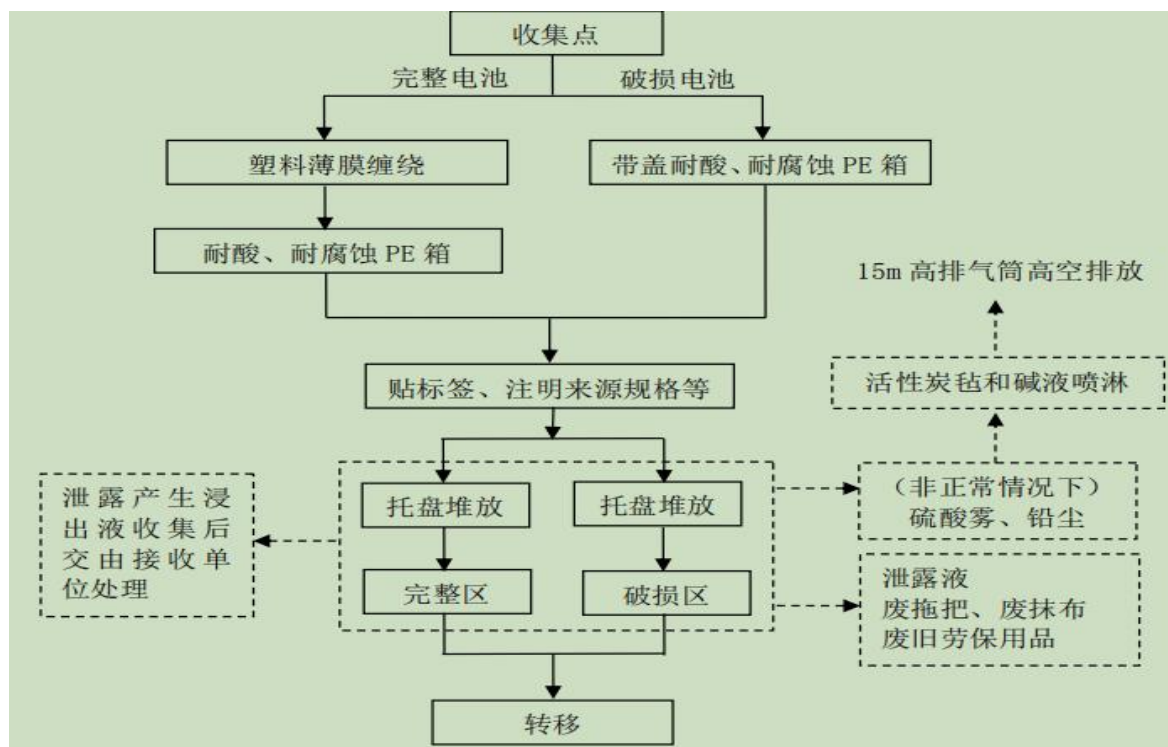 收集点
完整电池
破损电池
塑料薄膜缠绕
带盖耐酸、耐腐蚀 PE 箱
耐酸、耐腐蚀 PE 箱
15m 高排气筒高空排放
贴标签、注明来源规格等
活性炭毡和碱液喷淋
泄露产生浸
出液收集后
交由接收单
位处理
托盘堆放
托盘堆放
（非正常情况下）
硫酸雾、铅尘
完整区
破损区
泄露液
废拖把、废抹布
废旧劳保用品
转移